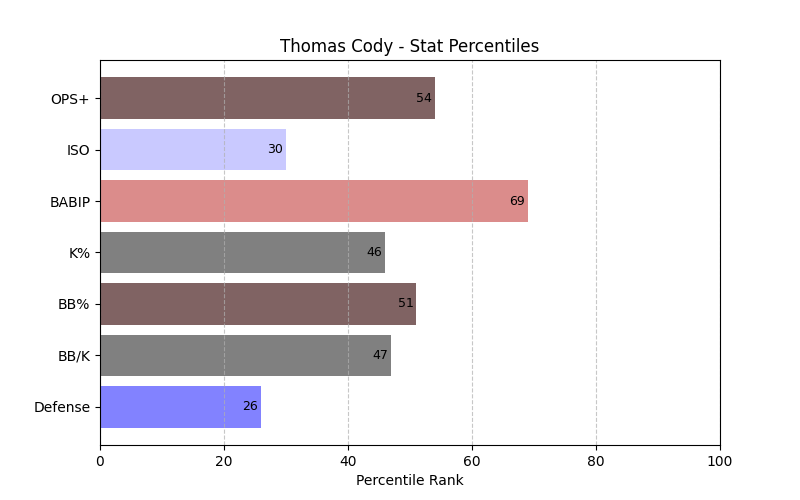 Thomas Cody - Stat Percentiles
OPS+ 54
ISO 30
BABIP 69
K% 46
BB% 51
BB/K 47
Defense 26
0 20 40 60 80 100
Percentile Rank